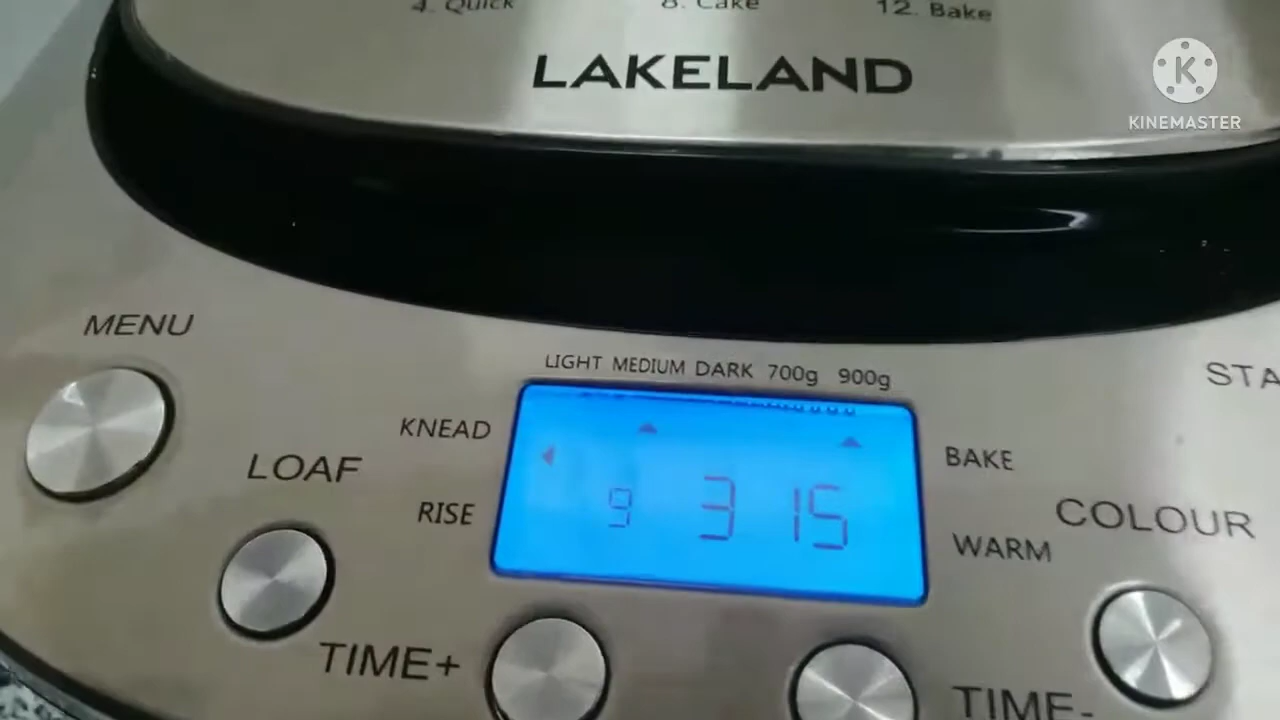 4. Quick 8. Cake 12. Bake
LAKELAND
KINEMASTER
MENU
LIGHT MEDIUM DARK 700g 900g
STA
KNEAD
BAKE
LOAF
RISE
9 3 15
COLOUR
WARM
TIME+
TIME-